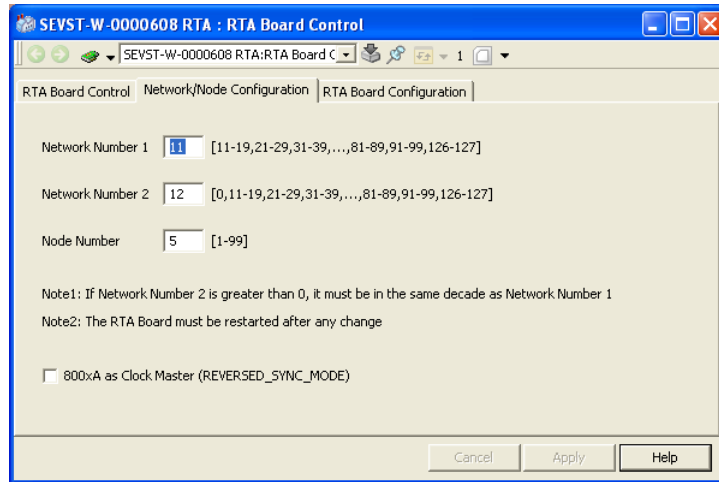 SEVST-W-0000608 RTA : RTA Board Control
SEVST-W-0000608 RTA:RTA Board C 1
RTA Board Control Network/Node Configuration RTA Board Configuration
Network Number 1 11 [11-19,21-29,31-39,...,81-89,91-99,126-127]
Network Number 2 12 [0,11-19,21-29,31-39,...,81-89,91-99,126-127]
Node Number 5 [1-99]
Note1: If Network Number 2 is greater than 0, it must be in the same decade as Network Number 1
Note2: The RTA Board must be restarted after any change
800xA as Clock Master (REVERSED_SYNC_MODE)
Cancel Apply Help